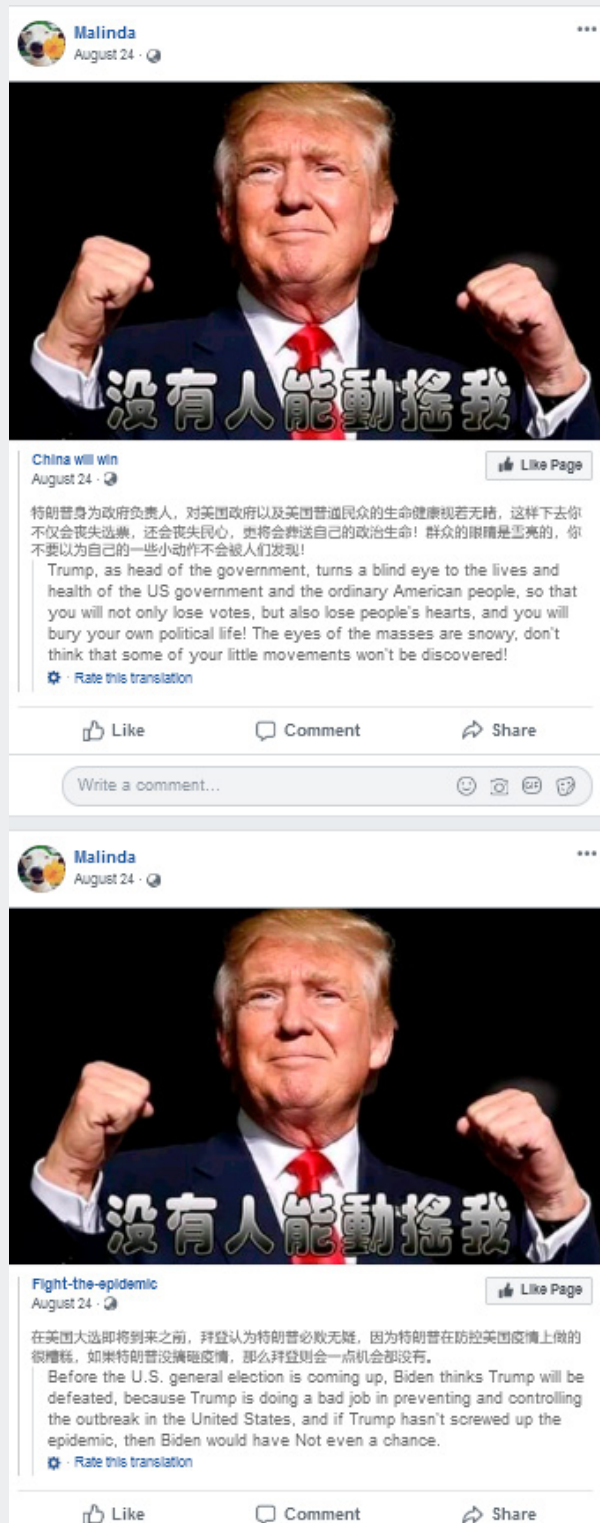 Malinda
August 24 ·
没有人能動搖我
China will win
Like Page
August 24 ·
特朗普身为政府负责人，对美国政府以及美国普通民众的生命健康视若无睹，这样下去你
不仅会丧失选票，还会丧失民心，更将会葬送自己的政治生命！群众的眼睛是雪亮的，你
不要以为自己的一些小动作不会被人们发现！
Trump, as head of the government, turns a blind eye to the lives and
health of the US government and the ordinary American people, so that
you will not only lose votes, but also lose people's hearts, and you will
bury your own political life! The eyes of the masses are snowy, don't
think that some of your little movements won't be discovered!
· Rate this translation
Like Comment Share
Write a comment...
GIF
Malinda
August 24 ·
没有人能動搖我
Fight-the-epidemic
Like Page
August 24 ·
在美国大选即将到来之前，拜登认为特朗普必败无疑，因为特朗普在防控美国疫情上做的
很糟糕，如果特朗普没搞砸疫情，那么拜登则会一点机会都没有。
Before the U.S. general election is coming up, Biden thinks Trump will be
defeated, because Trump is doing a bad job in preventing and controlling
the outbreak in the United States, and if Trump hasn't screwed up the
epidemic, then Biden would have Not even a chance.
· Rate this translation
Like Comment Share